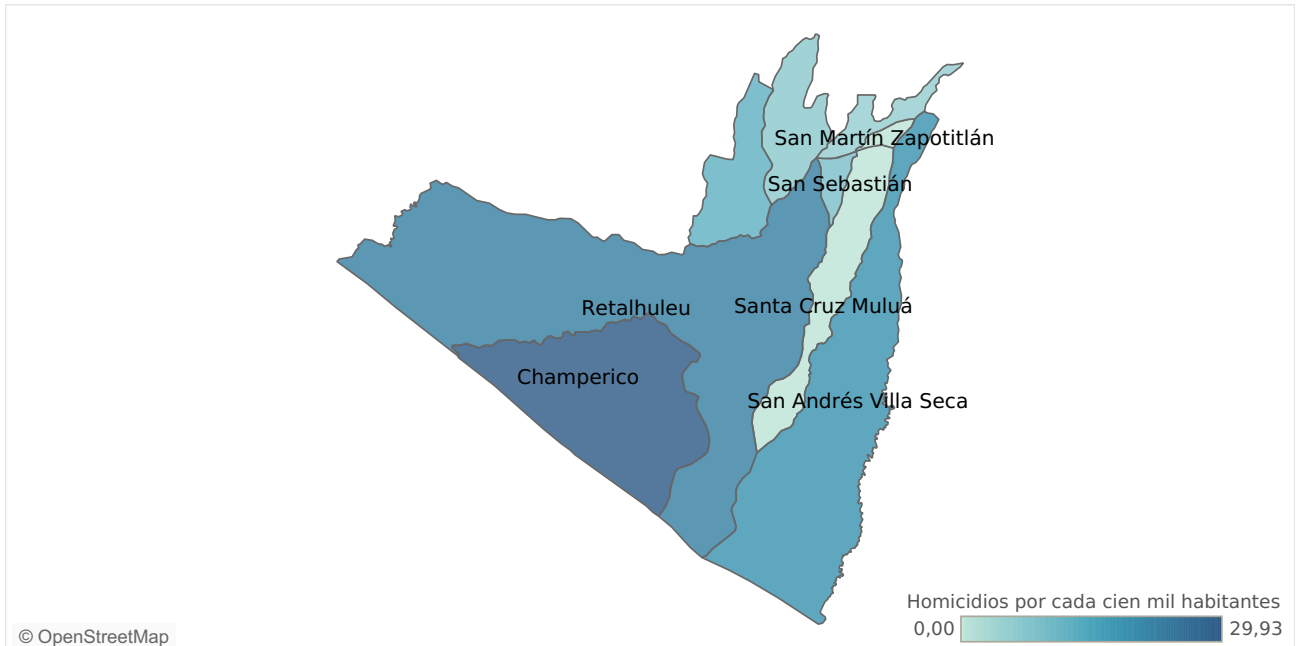 San Martín Zapotitlán
San Sebastián
Retalhuleu
Santa Cruz Muluá
Champerico
San Andrés Villa Seca
Homicidios por cada cien mil habitantes
0,00
29,93
© OpenStreetMap